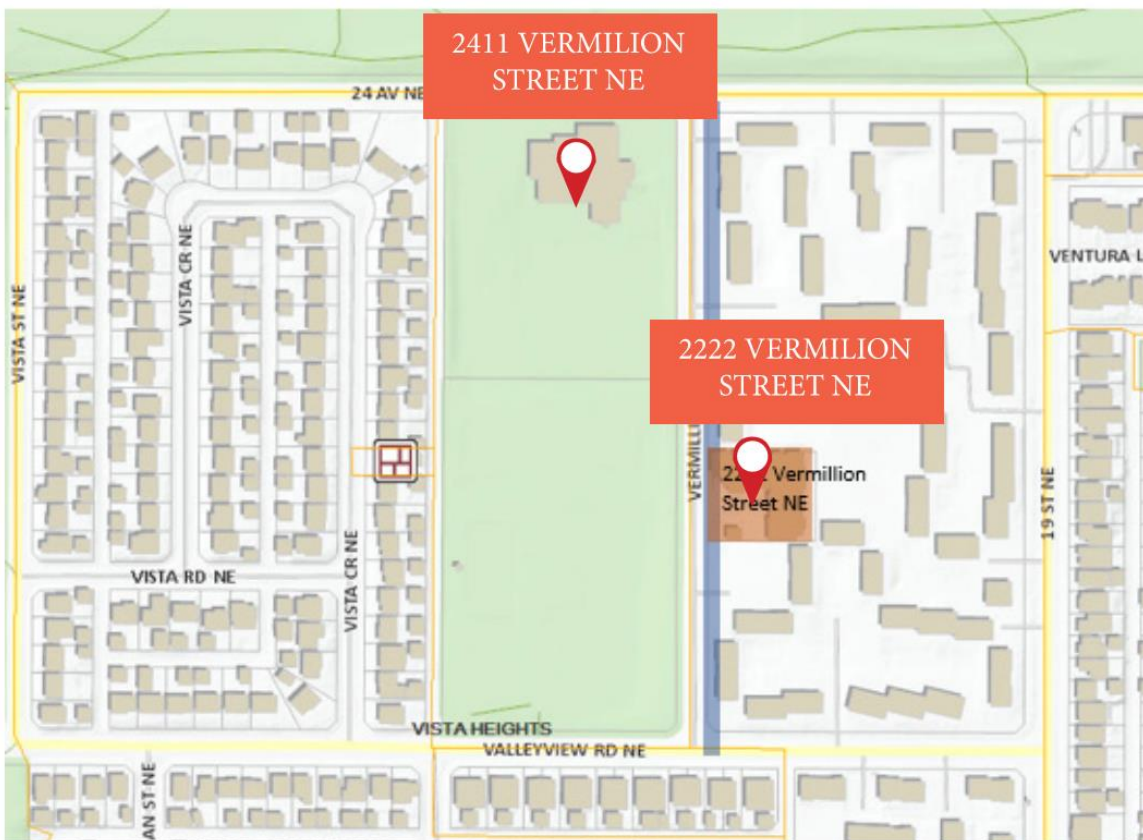 2411 VERMILION
STREET NE
24 AV NE
VISTA CR NE
VENTURA L
VISTA ST NE
2222 VERMILION
STREET NE
VERMILLI
Vermillion
Street NE
19 ST NE
VISTA CR NE
VISTA RD NE
VISTA HEIGHTS
VALLEYVIEW RD NE
AN ST NE